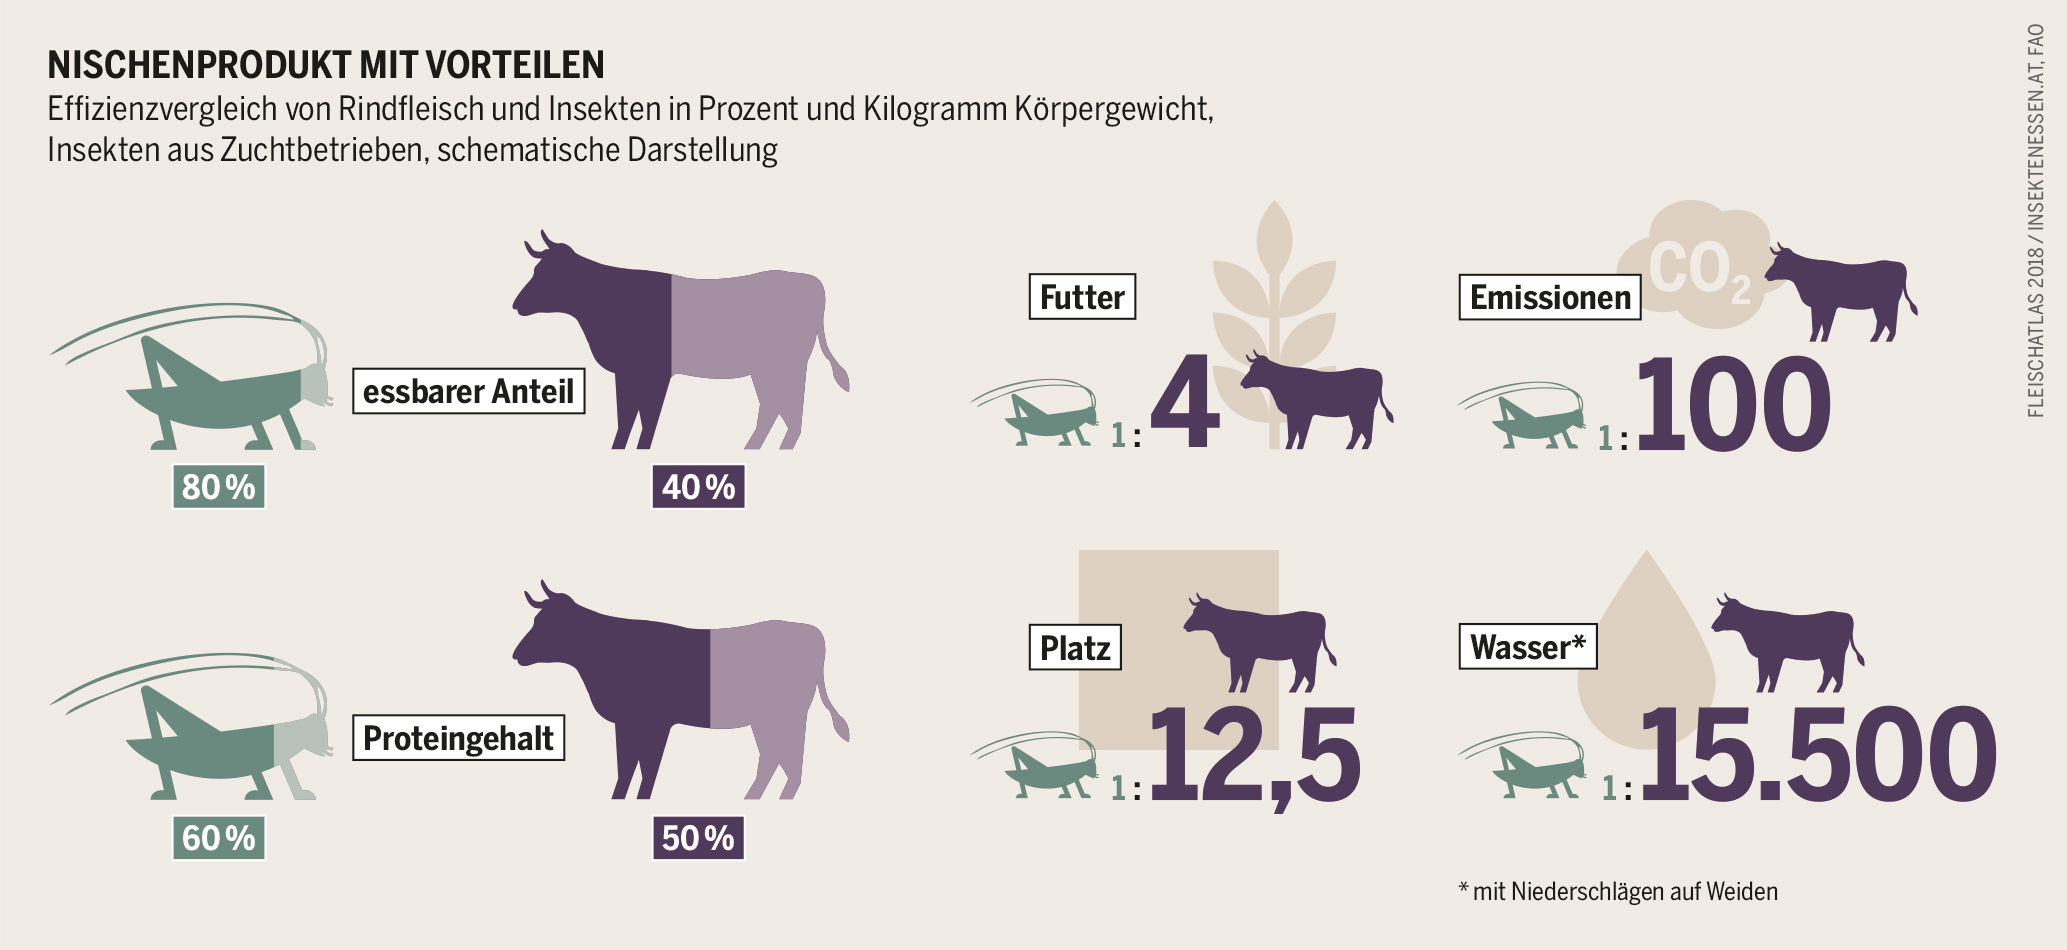 NISCHENPRODUKT MIT VORTEILEN
Effizienzvergleich von Rindfleisch und Insekten in Prozent und Kilogramm Körpergewicht,
Insekten aus Zuchtbetrieben, schematische Darstellung
essbarer Anteil
80 %
40 %
Proteingehalt
60 %
50 %
Futter
1 : 4
Emissionen
CO₂
1 : 100
Platz
1 : 12,5
Wasser*
1 : 15.500
* mit Niederschlägen auf Weiden
FLEISCHATLAS 2018 / INSEKTENESSEN.AT, FAO